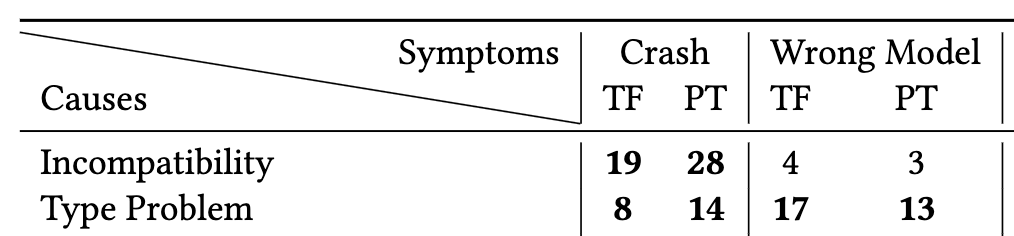 Symptoms Crash Wrong Model
Causes TF PT TF PT
Incompatibility 19 28 4 3
Type Problem 8 14 17 13